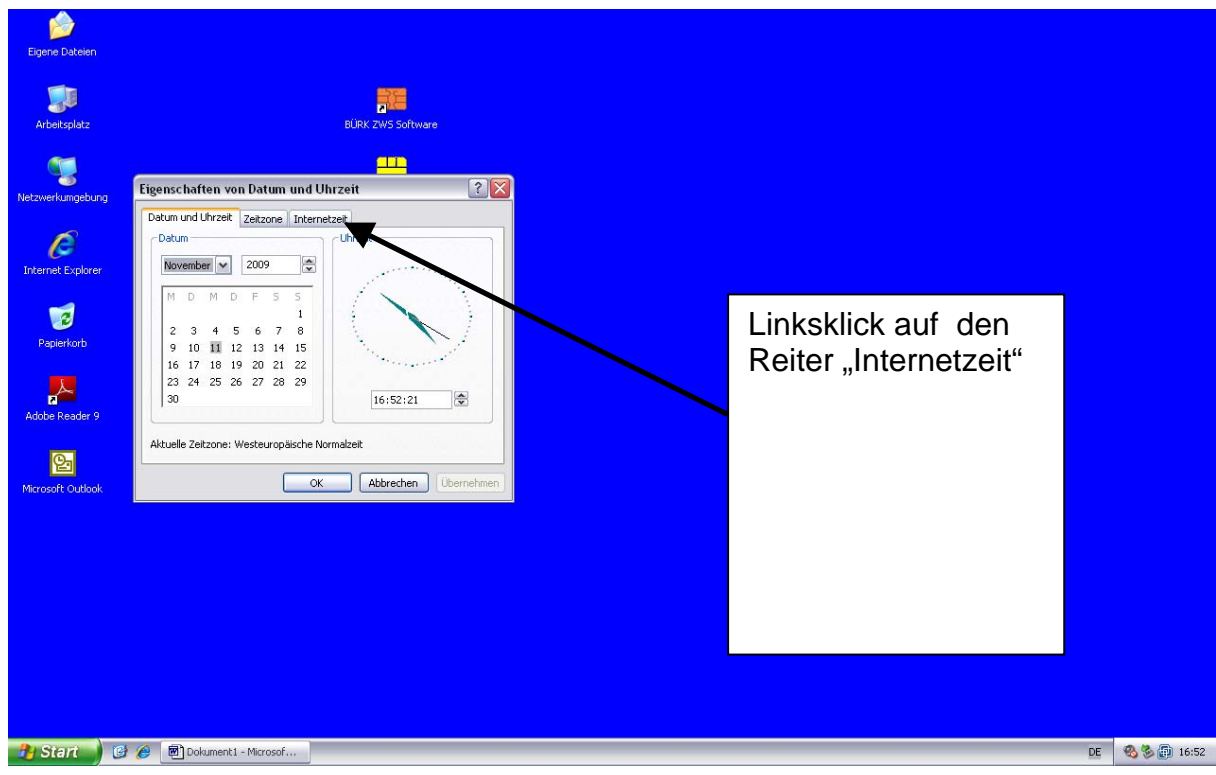 Eigene Dateien
Arbeitsplatz
BÜRK ZWS Software
Netzwerkumgebung
Eigenschaften von Datum und Uhrzeit
Datum und Uhrzeit Zeitzone Internetzeit
Datum
November 2009
M D M D F S S
1
2 3 4 5 6 7 8
9 10 11 12 13 14 15
16 17 18 19 20 21 22
23 24 25 26 27 28 29
30
16:52:21
Aktuelle Zeitzone: Westeuropäische Normalzeit
OK Abbrechen Übernehmen
Internet Explorer
Papierkorb
Adobe Reader 9
Microsoft Outlook
Linksklick auf den
Reiter „Internetzeit“
Start Dokument1 - Microsof... DE 16:52